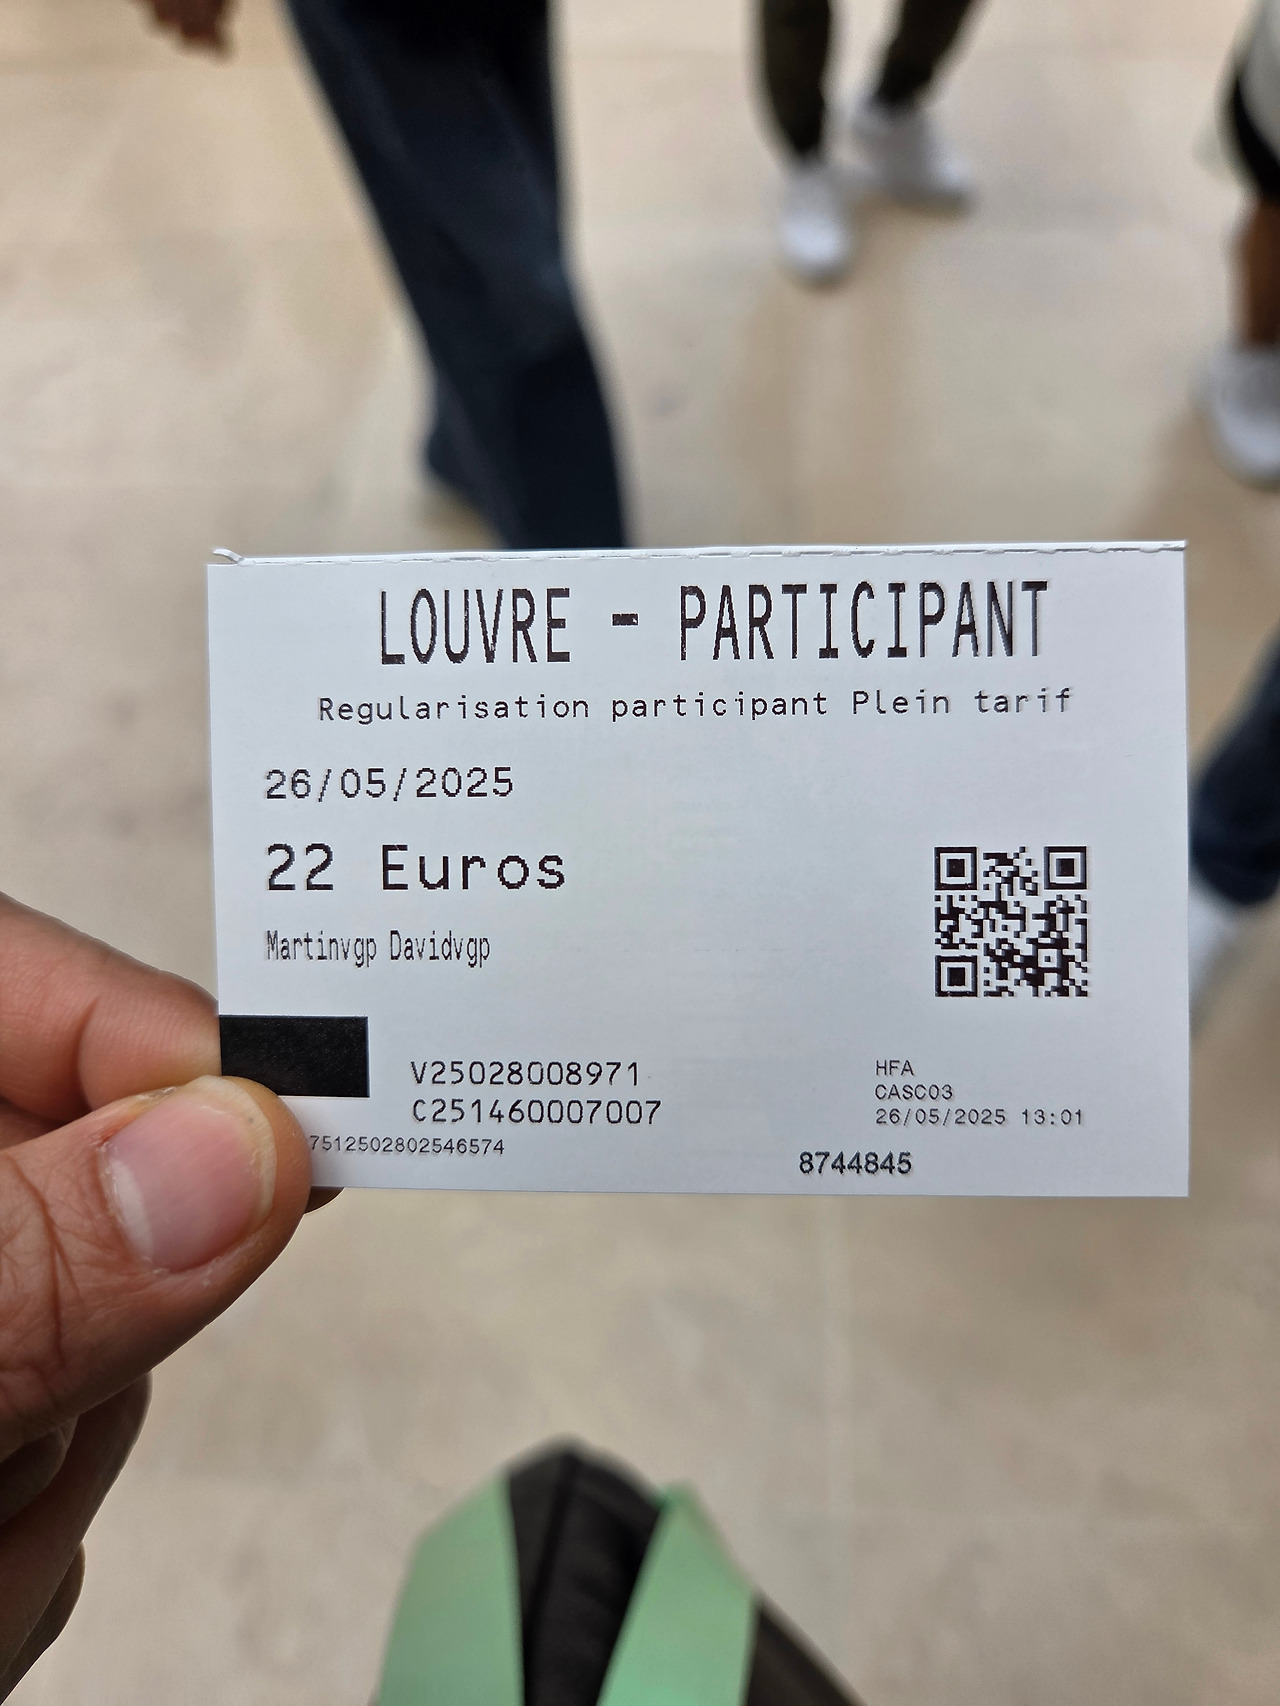 LOUVRE - PARTICIPANT
Regularisation participant Plein tarif
26/05/2025
22 Euros
Martinvgp Davidvgp
V25028008971
C251460007007
HFA
CASC03
26/05/2025 13:01
7512502802546574
8744845